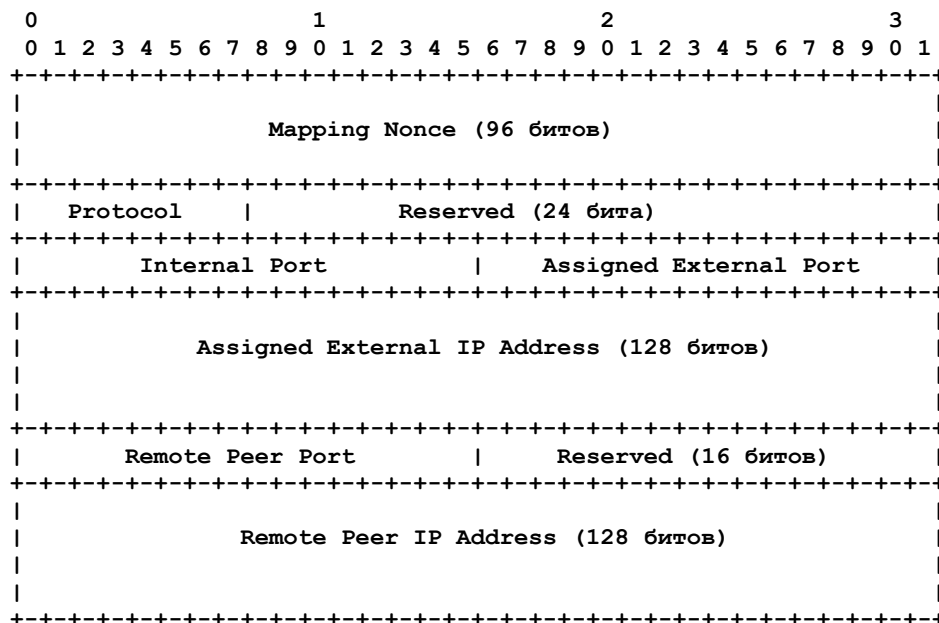 0                   1                   2                   3
0 1 2 3 4 5 6 7 8 9 0 1 2 3 4 5 6 7 8 9 0 1 2 3 4 5 6 7 8 9 0 1
+-+-+-+-+-+-+-+-+-+-+-+-+-+-+-+-+-+-+-+-+-+-+-+-+-+-+-+-+-+-+-+-+
|                                                               |
|                 Mapping Nonce (96 битов)                      |
|                                                               |
+-+-+-+-+-+-+-+-+-+-+-+-+-+-+-+-+-+-+-+-+-+-+-+-+-+-+-+-+-+-+-+-+
|   Protocol    |          Reserved (24 бита)                   |
+-+-+-+-+-+-+-+-+-+-+-+-+-+-+-+-+-+-+-+-+-+-+-+-+-+-+-+-+-+-+-+-+
|        Internal Port          |    Assigned External Port     |
+-+-+-+-+-+-+-+-+-+-+-+-+-+-+-+-+-+-+-+-+-+-+-+-+-+-+-+-+-+-+-+-+
|                                                               |
|            Assigned External IP Address (128 битов)           |
|                                                               |
|                                                               |
+-+-+-+-+-+-+-+-+-+-+-+-+-+-+-+-+-+-+-+-+-+-+-+-+-+-+-+-+-+-+-+-+
|       Remote Peer Port        |     Reserved (16 битов)       |
+-+-+-+-+-+-+-+-+-+-+-+-+-+-+-+-+-+-+-+-+-+-+-+-+-+-+-+-+-+-+-+-+
|                                                               |
|               Remote Peer IP Address (128 битов)              |
|                                                               |
|                                                               |
+-+-+-+-+-+-+-+-+-+-+-+-+-+-+-+-+-+-+-+-+-+-+-+-+-+-+-+-+-+-+-+-+